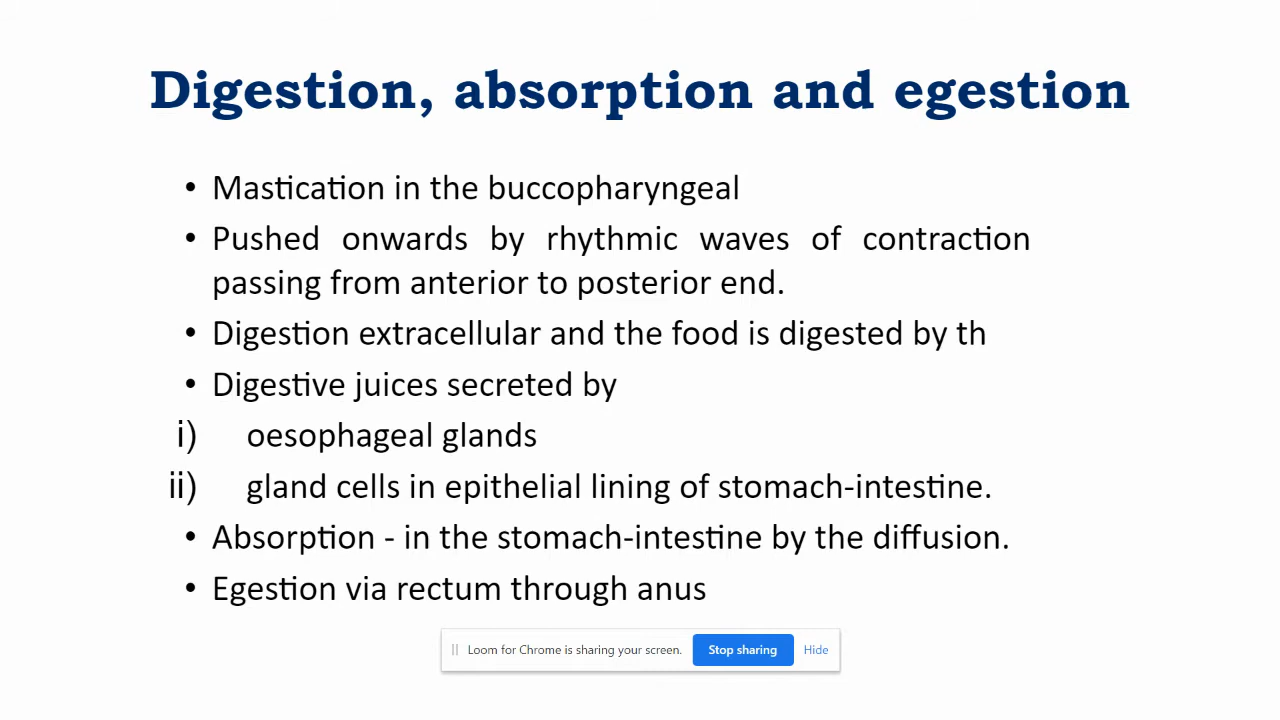 Digestion, absorption and egestion
• Mastication in the buccopharyngeal
• Pushed onwards by rhythmic waves of contraction
passing from anterior to posterior end.
• Digestion extracellular and the food is digested by th
• Digestive juices secreted by
i) oesophageal glands
ii) gland cells in epithelial lining of stomach-intestine.
• Absorption - in the stomach-intestine by the diffusion.
• Egestion via rectum through anus
Loom for Chrome is sharing your screen. Stop sharing Hide